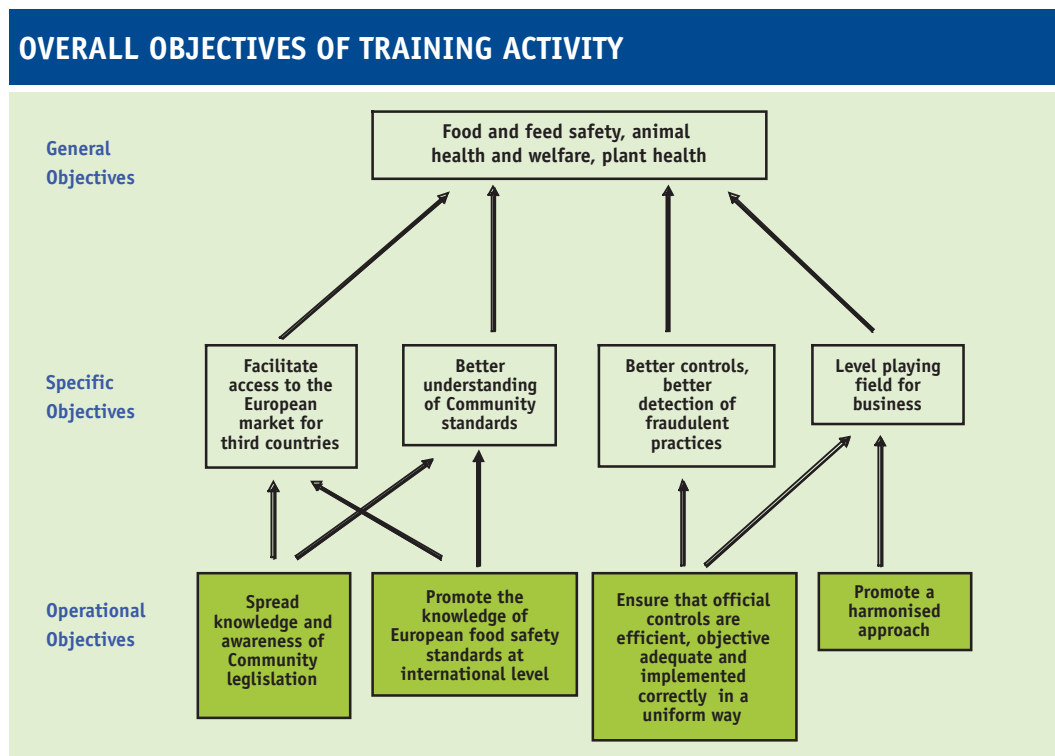 OVERALL OBJECTIVES OF TRAINING ACTIVITY
General
Objectives
Food and feed safety, animal
health and welfare, plant health
Specific
Objectives
Facilitate
access to the
European
market for
third countries
Better
understanding
of Community
standards
Better controls,
better
detection of
fraudulent
practices
Level playing
field for
business
Operational
Objectives
Spread
knowledge and
awareness of
Community
leglislation
Promote the
knowledge of
European food safety
standards at
international level
Ensure that official
controls are
efficient, objective
adequate and
implemented
correctly in a
uniform way
Promote a
harmonised
approach